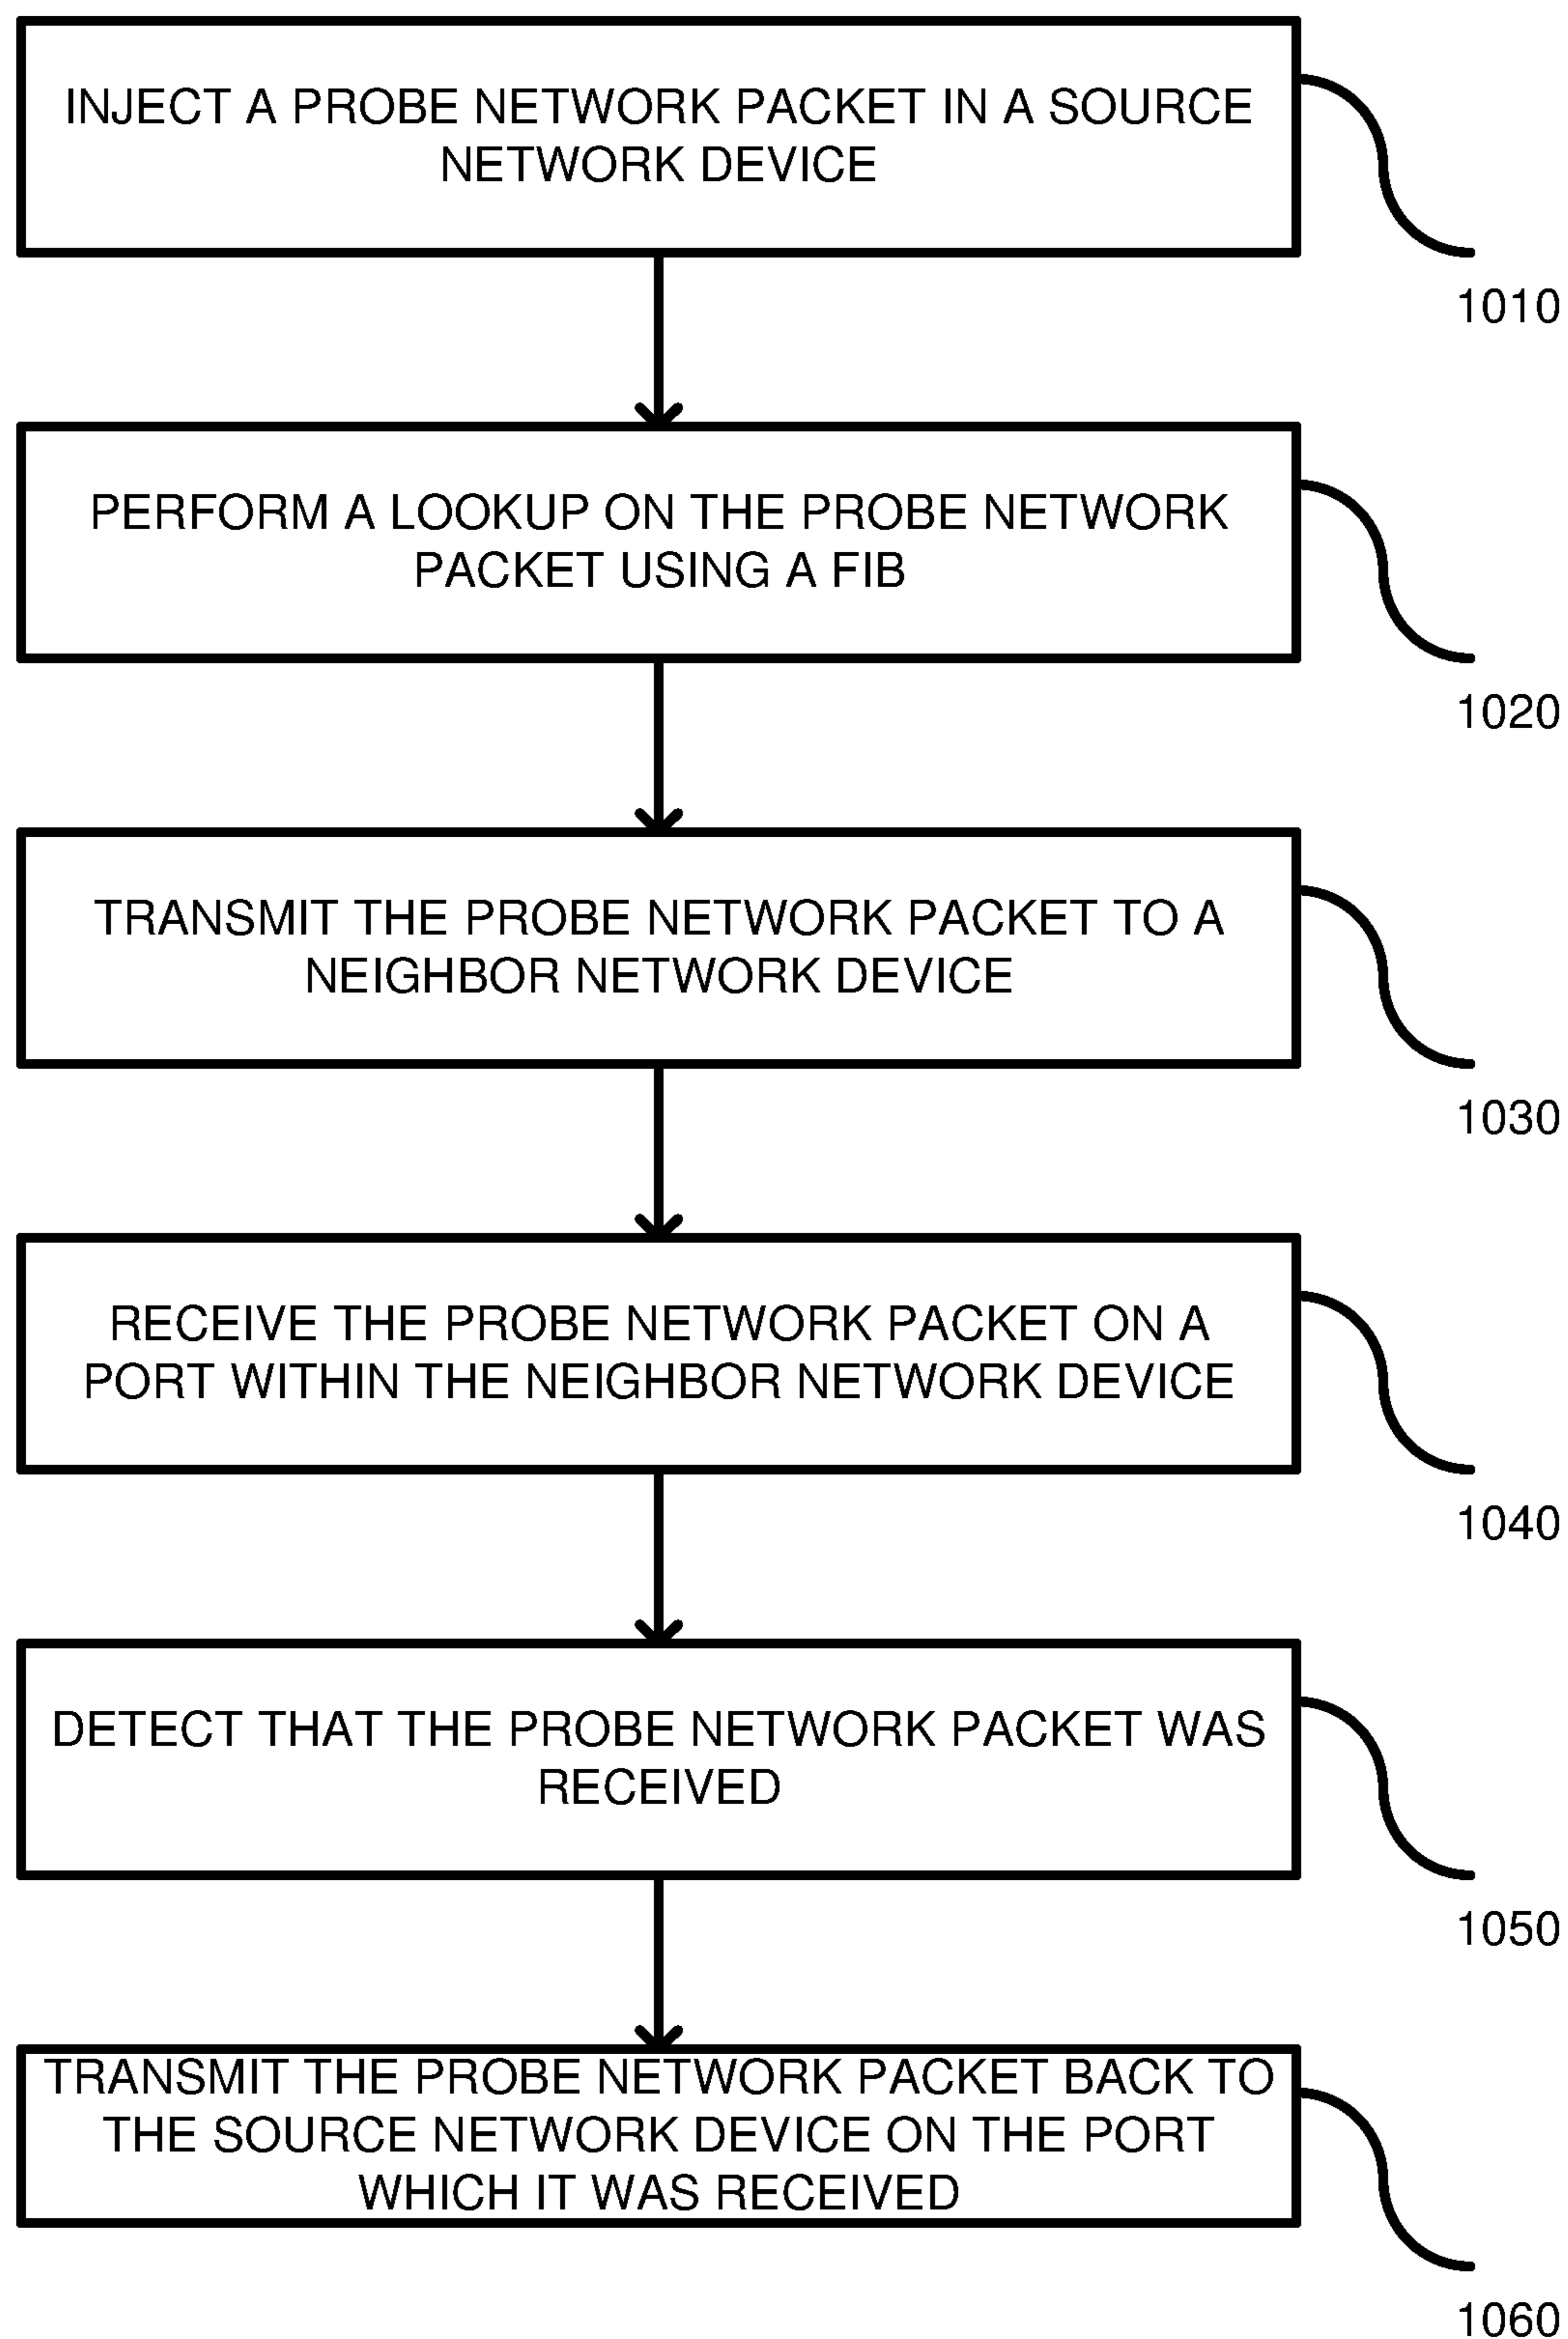 INJECT A PROBE NETWORK PACKET IN A SOURCE
NETWORK DEVICE
1010
PERFORM A LOOKUP ON THE PROBE NETWORK
PACKET USING A FIB
1020
TRANSMIT THE PROBE NETWORK PACKET TO A
NEIGHBOR NETWORK DEVICE
1030
RECEIVE THE PROBE NETWORK PACKET ON A
PORT WITHIN THE NEIGHBOR NETWORK DEVICE
1040
DETECT THAT THE PROBE NETWORK PACKET WAS
RECEIVED
1050
TRANSMIT THE PROBE NETWORK PACKET BACK TO
THE SOURCE NETWORK DEVICE ON THE PORT
WHICH IT WAS RECEIVED
1060